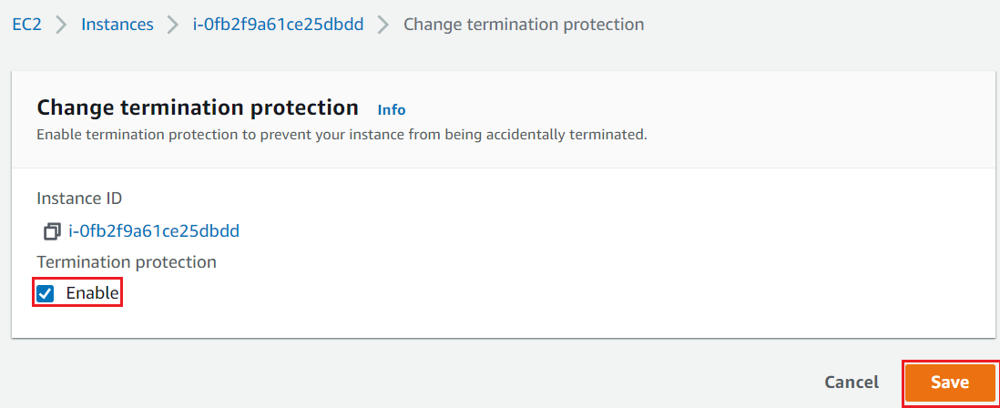 EC2 > Instances > i-0fb2f9a61ce25dbdd > Change termination protection
Change termination protection Info
Enable termination protection to prevent your instance from being accidentally terminated.
Instance ID
i-0fb2f9a61ce25dbdd
Termination protection
Enable
Cancel Save